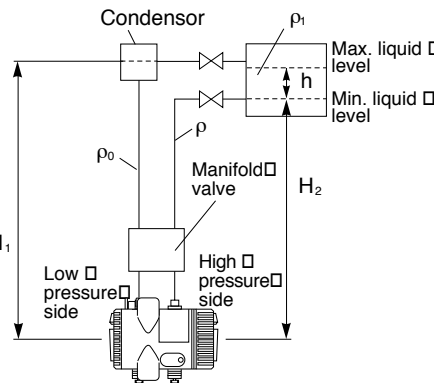 Condensor
ρ₁
Max. liquid
level
h
Min. liquid
level
ρ
ρ₀
Manifold
valve
H₂
Low
pressure
side
High
pressure
side